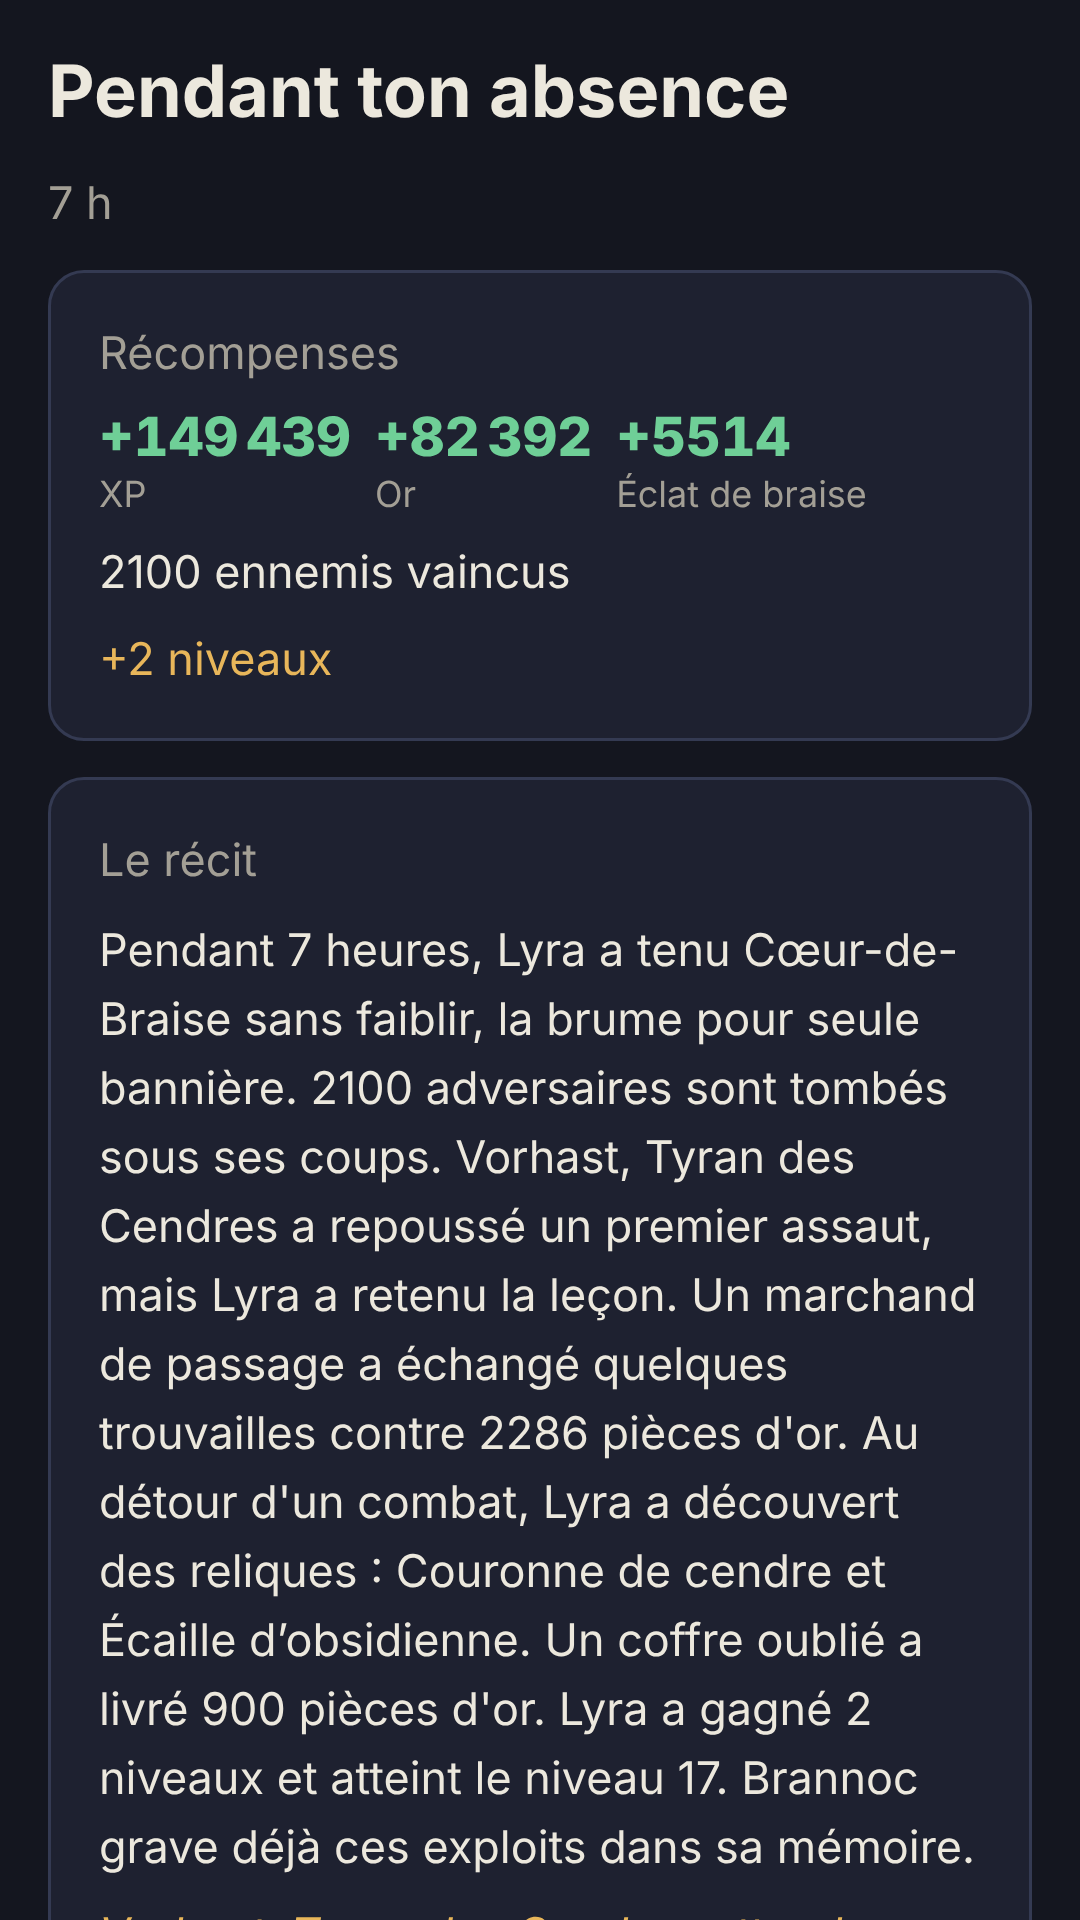 Pendant ton absence
7 h
Récompenses
+149 439 +82 392 +5514
XP Or Éclat de braise
2100 ennemis vaincus
+2 niveaux
Le récit
Pendant 7 heures, Lyra a tenu Cœur-de-
Braise sans faiblir, la brume pour seule
bannière. 2100 adversaires sont tombés
sous ses coups. Vorhast, Tyran des
Cendres a repoussé un premier assaut,
mais Lyra a retenu la leçon. Un marchand
de passage a échangé quelques
trouvailles contre 2286 pièces d'or. Au
détour d'un combat, Lyra a découvert
des reliques : Couronne de cendre et
Écaille d’obsidienne. Un coffre oublié a
livré 900 pièces d'or. Lyra a gagné 2
niveaux et atteint le niveau 17. Brannoc
grave déjà ces exploits dans sa mémoire.